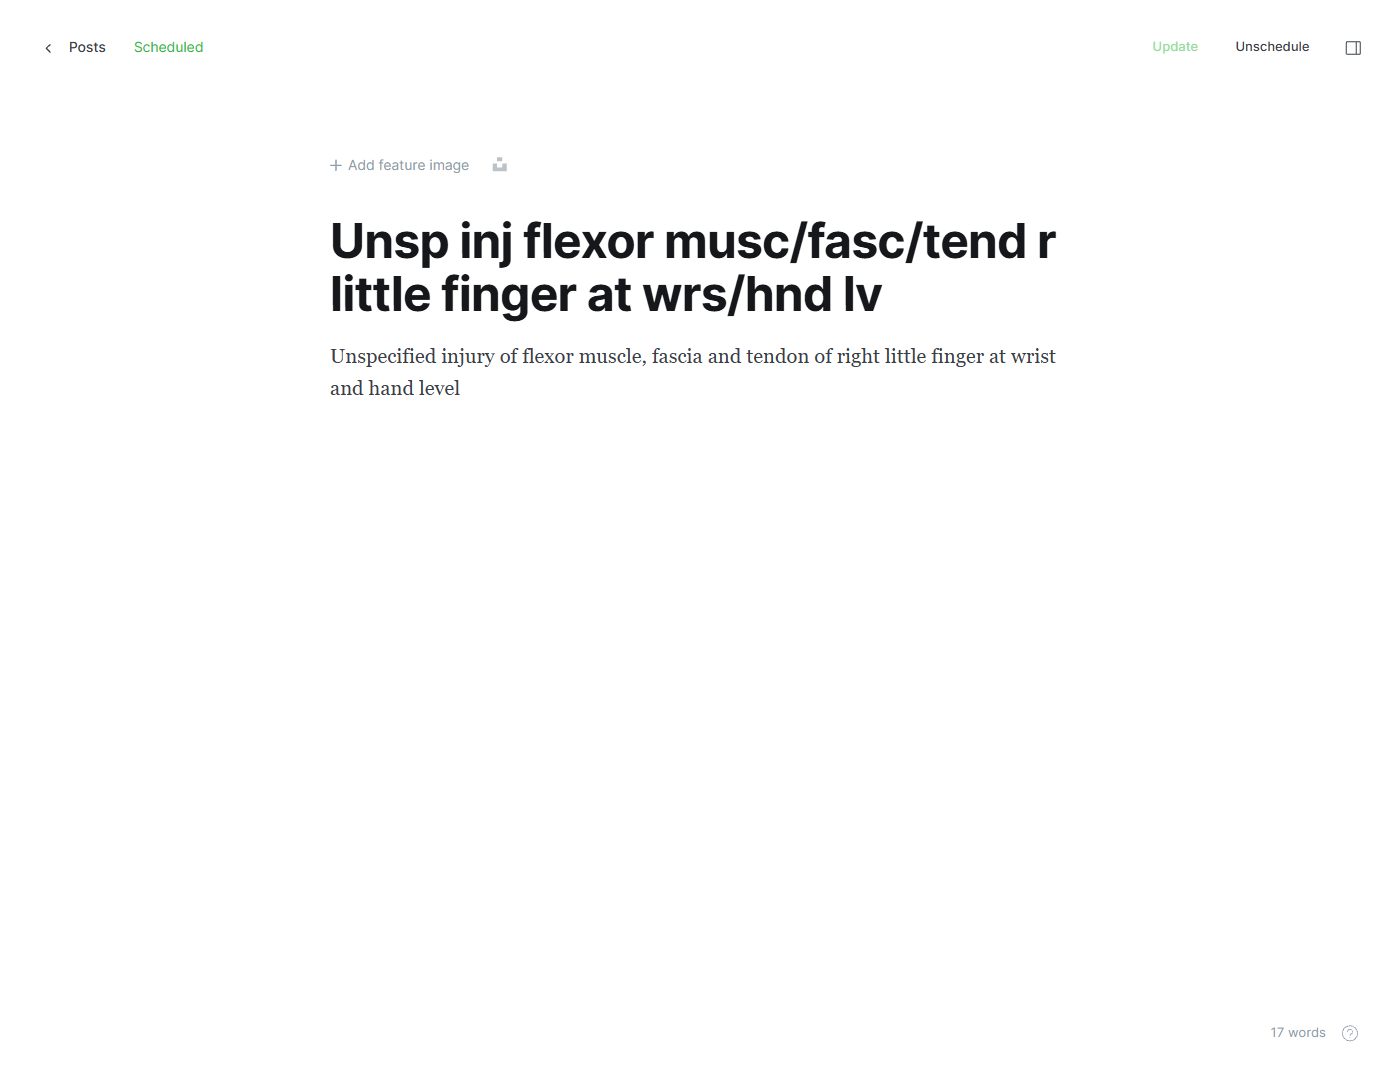 Posts Scheduled Update Unschedule
Add feature image
Unsp inj flexor musc/fasc/tend r
little finger at wrs/hnd lv
Unspecified injury of flexor muscle, fascia and tendon of right little finger at wrist
and hand level
17 words